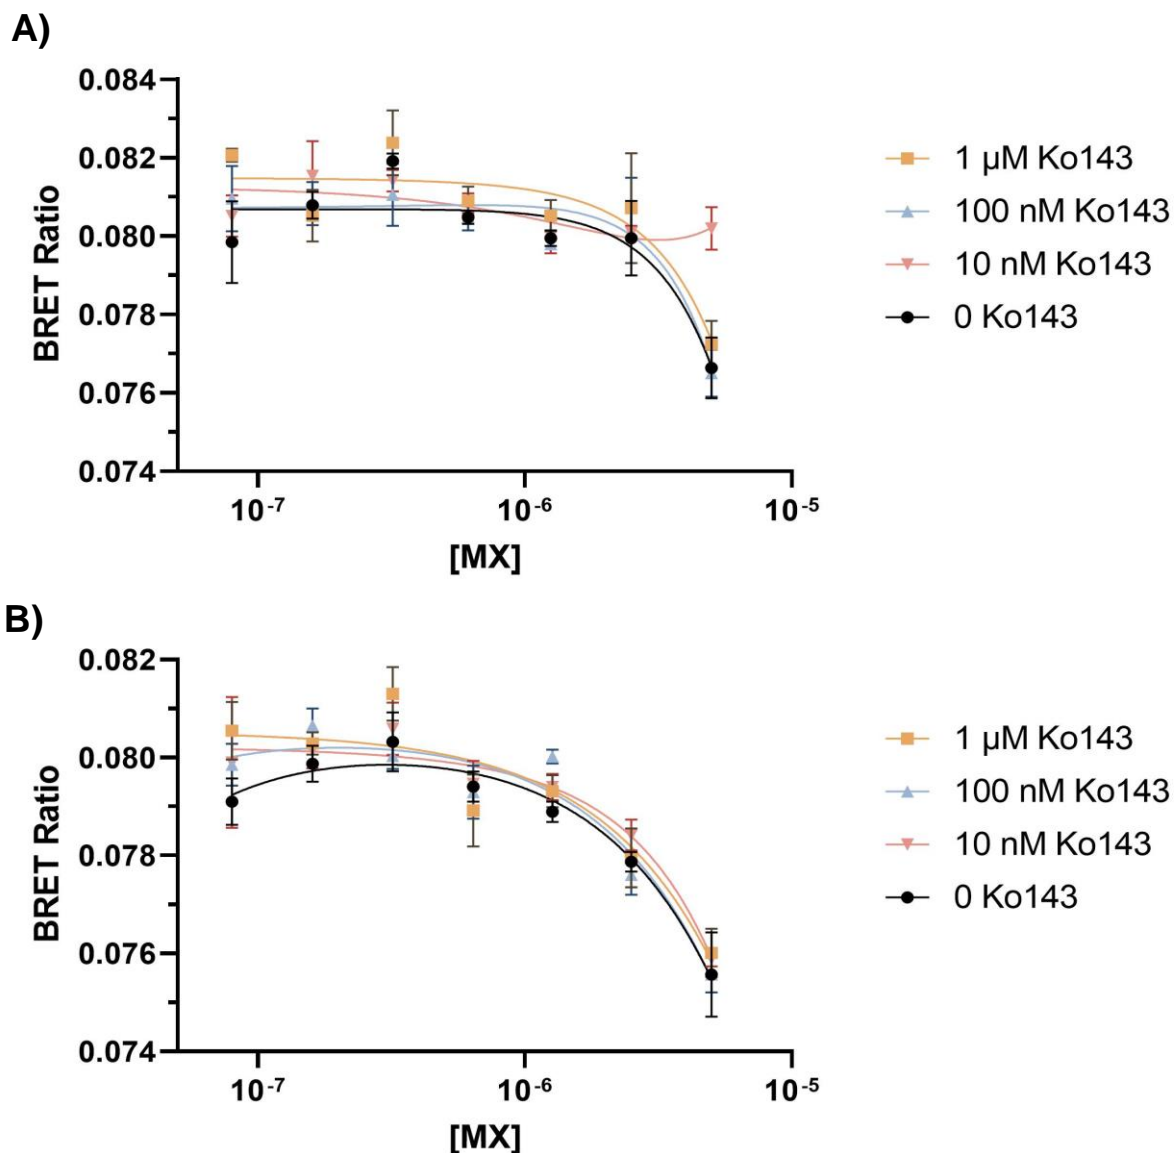 A)
0.084
0.082
0.080
0.078
0.076
0.074
BRET Ratio
10-7
10-6
10-5
[MX]
1 µM Ko143
100 nM Ko143
10 nM Ko143
0 Ko143
B)
0.082
0.080
0.078
0.076
0.074
BRET Ratio
10-7
10-6
10-5
[MX]
1 µM Ko143
100 nM Ko143
10 nM Ko143
0 Ko143